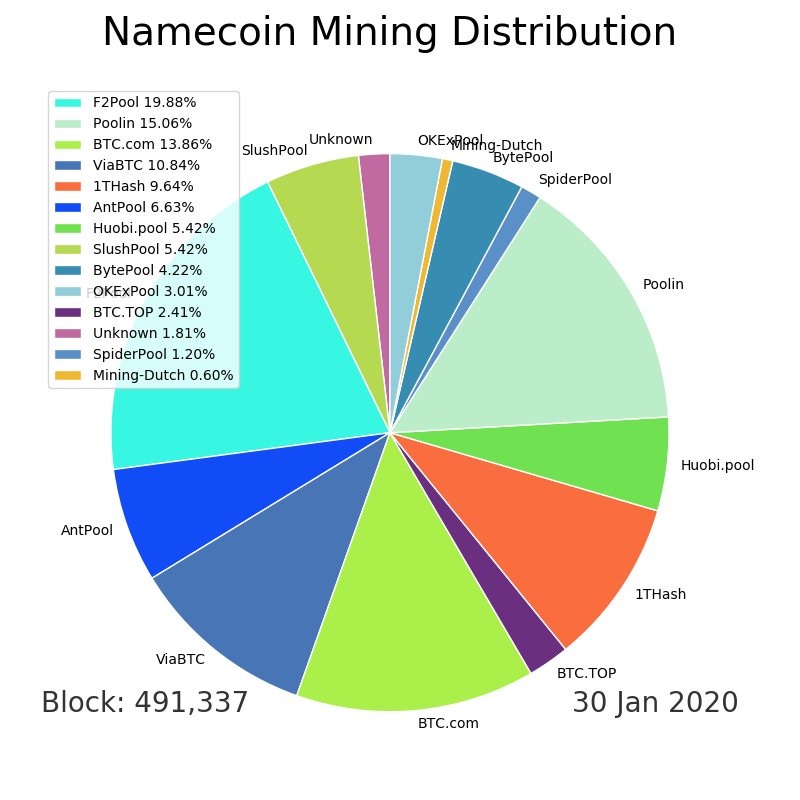 Namecoin Mining Distribution
F2Pool 19.88%
Poolin 15.06%
BTC.com 13.86%
ViaBTC 10.84%
1THash 9.64%
AntPool 6.63%
Huobi.pool 5.42%
SlushPool 5.42%
BytePool 4.22%
OKExPool 3.01%
BTC.TOP 2.41%
Unknown 1.81%
SpiderPool 1.20%
Mining-Dutch 0.60%
SlushPool
Unknown
OKExPool
Mining-Dutch
BytePool
SpiderPool
Poolin
Huobi.pool
1THash
BTC.TOP
BTC.com
ViaBTC
AntPool
Block: 491,337
30 Jan 2020